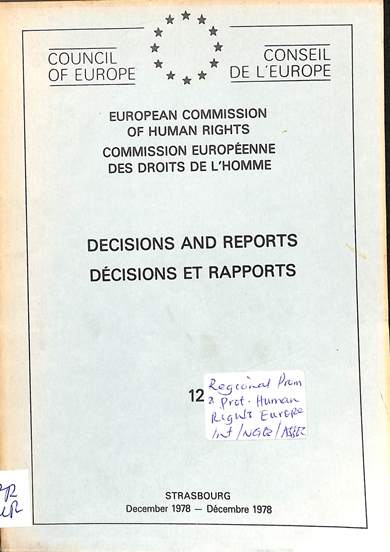 COUNCIL
OF EUROPE
CONSEIL
DE L'EUROPE
EUROPEAN COMMISSION
OF HUMAN RIGHTS
COMMISSION EUROPÉENNE
DES DROITS DE L'HOMME
DECISIONS AND REPORTS
DÉCISIONS ET RAPPORTS
12
Regional Prom
& Prot. Human
Rights Europe
Int/
STRASBOURG
December 1978 — Décembre 1978